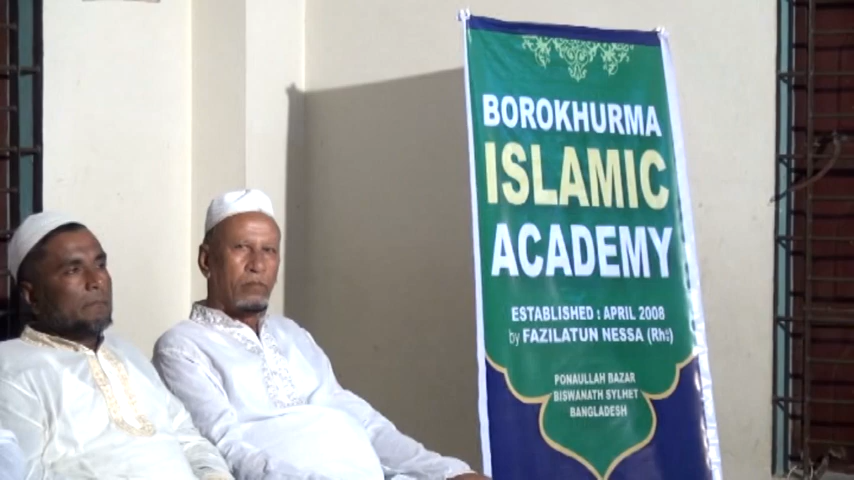 BOROKHURMA
ISLAMIC
ACADEMY
ESTABLISHED : APRIL 2008
by FAZILATUN NESSA (Rh:)
PONAULLAH BAZAR
BISWANATH SYLHET
BANGLADESH